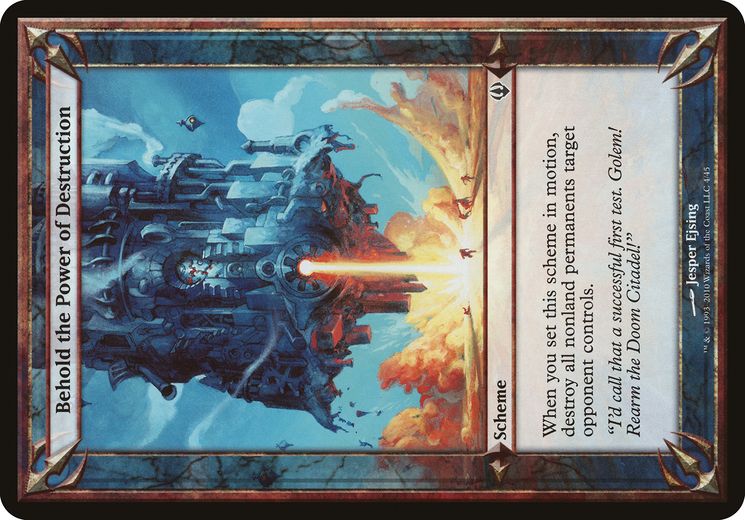 Behold the Power of Destruction
Scheme
When you set this scheme in motion,
destroy all nonland permanents target
opponent controls.
“I’d call that a successful first test. Golem!
Rearm the Doom Citadel!”
Jesper Ejsing
™ & © 1993–2010 Wizards of the Coast LLC 4/45